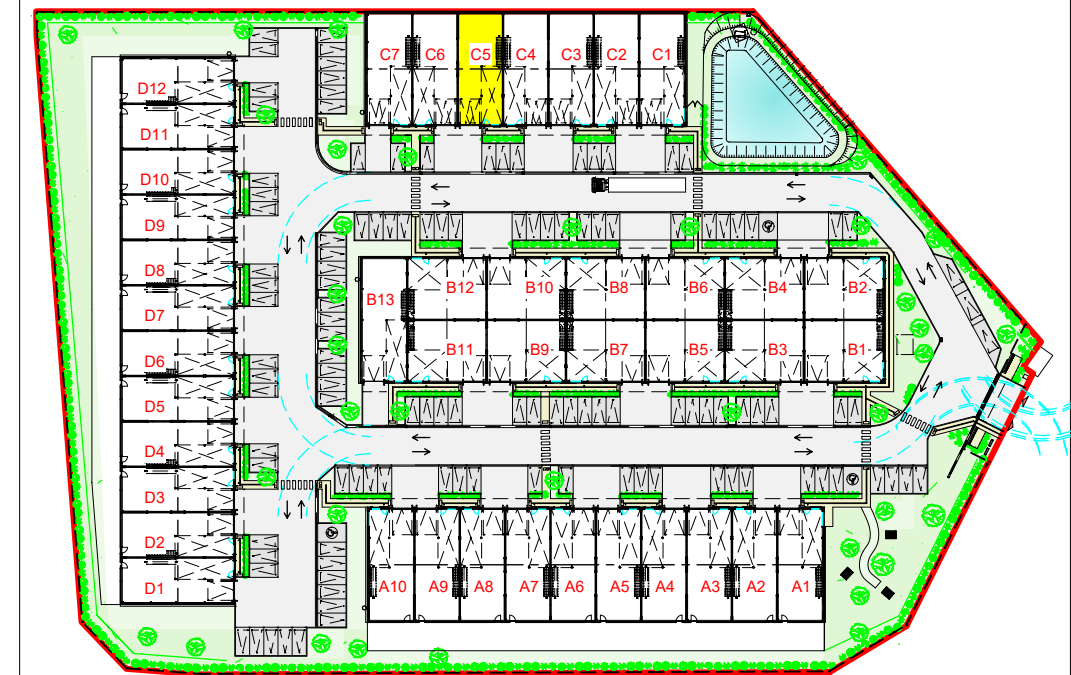 C7 C6 C5 C4 C3 C2 C1
D12
D11
D10
D9
D8
D7
D6
D5
D4
D3
D2
D1
B13 B12 B10 B8 B6 B4 B2
B11 B9 B7 B5 B3 B1
A10 A9 A8 A7 A6 A5 A4 A3 A2 A1